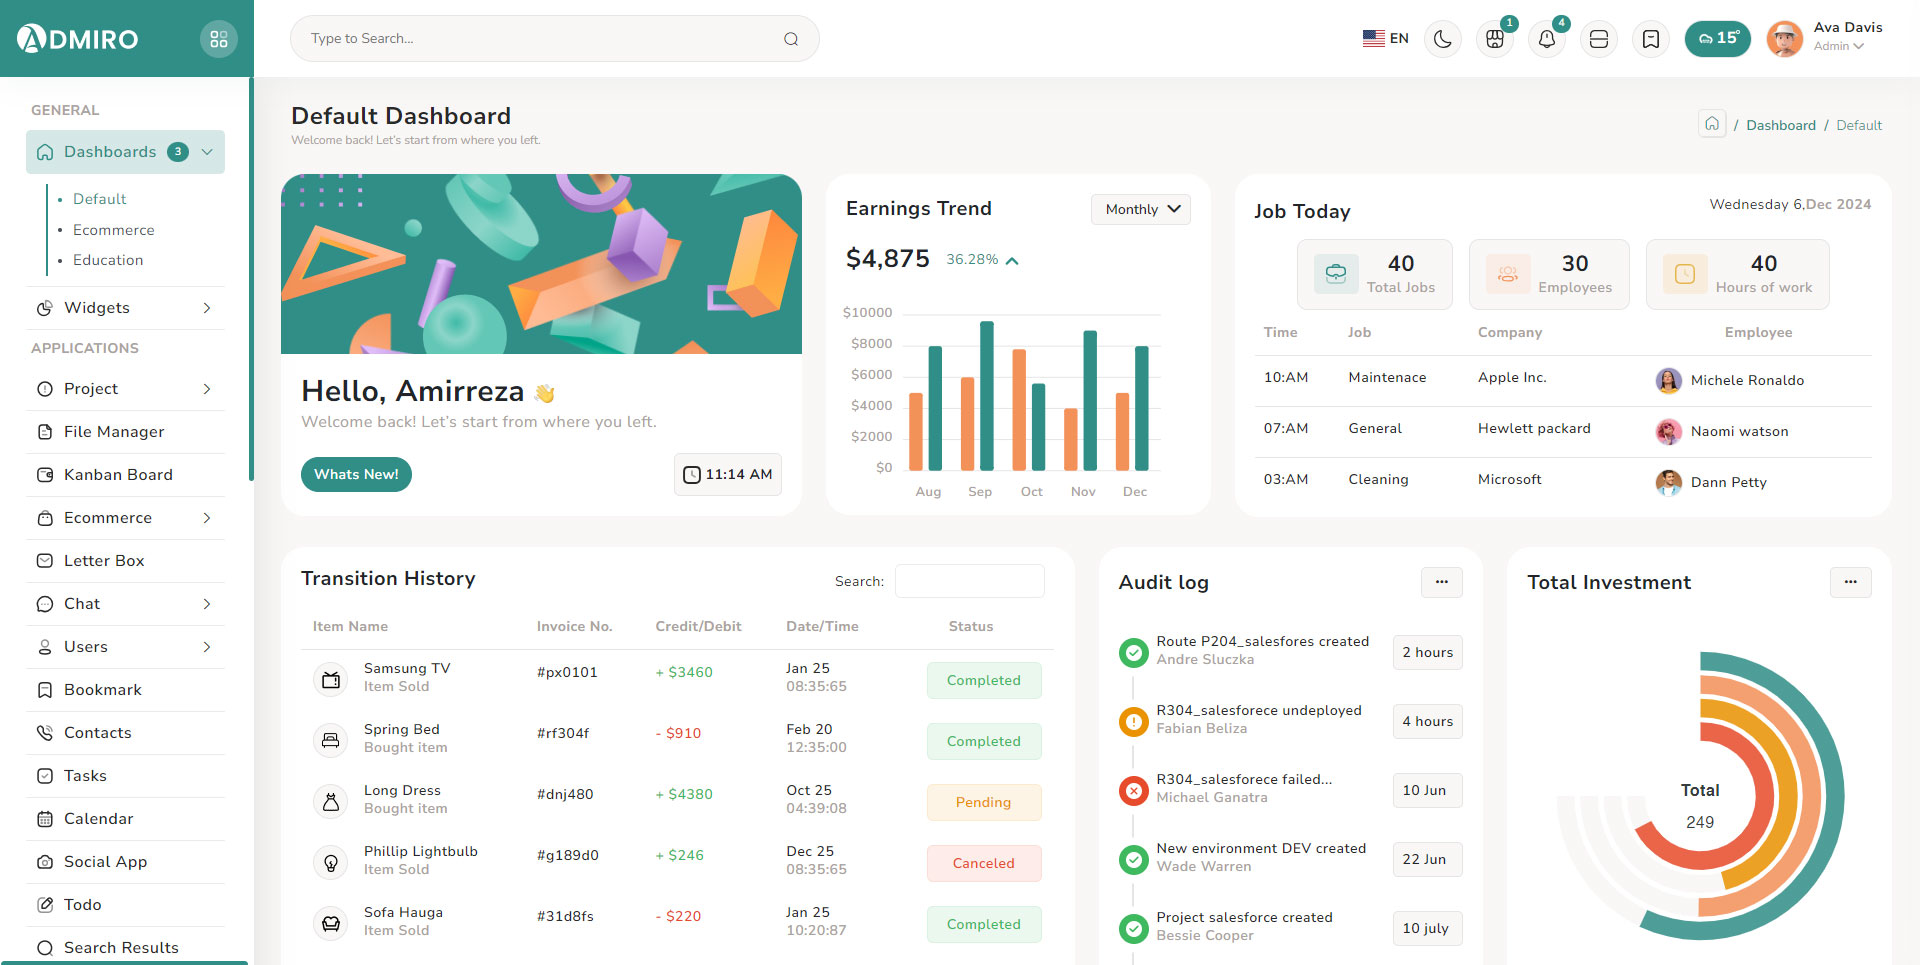 ADMIRO
Type to Search...
EN
1
4
15°
Ava Davis
Admin
GENERAL
Dashboards 3
Default
Ecommerce
Education
Widgets
APPLICATIONS
Project
File Manager
Kanban Board
Ecommerce
Letter Box
Chat
Users
Bookmark
Contacts
Tasks
Calendar
Social App
Todo
Search Results
Default Dashboard
Welcome back! Let's start from where you left.
/ Dashboard / Default
Hello, Amirreza 👋
Welcome back! Let's start from where you left.
Whats New!
11:14 AM
Earnings Trend
Monthly
$4,875 36.28%
$10000
$8000
$6000
$4000
$2000
$0
Aug Sep Oct Nov Dec
Job Today
Wednesday 6,Dec 2024
40
Total Jobs
30
Employees
40
Hours of work
Time Job Company Employee
10:AM Maintenace Apple Inc. Michele Ronaldo
07:AM General Hewlett packard Naomi watson
03:AM Cleaning Microsoft Dann Petty
Transition History
Search:
Item Name Invoice No. Credit/Debit Date/Time Status
Samsung TV #px0101 + $3460 Jan 25 Completed
Item Sold 08:35:65
Spring Bed #rf304f - $910 Feb 20 Completed
Bought item 12:35:00
Long Dress #dnj480 + $4380 Oct 25 Pending
Bought item 04:39:08
Phillip Lightbulb #g189d0 + $246 Dec 25 Canceled
Item Sold 08:35:65
Sofa Hauga #31d8fs - $220 Jan 25 Completed
Item Sold 10:20:87
Audit log
...
Route P204_salesfores created 2 hours
Andre Sluczka
R304_salesforece undeployed 4 hours
Fabian Beliza
R304_salesforece failed... 10 Jun
Michael Ganatra
New environment DEV created 22 Jun
Wade Warren
Project salesforce created 10 july
Bessie Cooper
Total Investment
...
Total
249